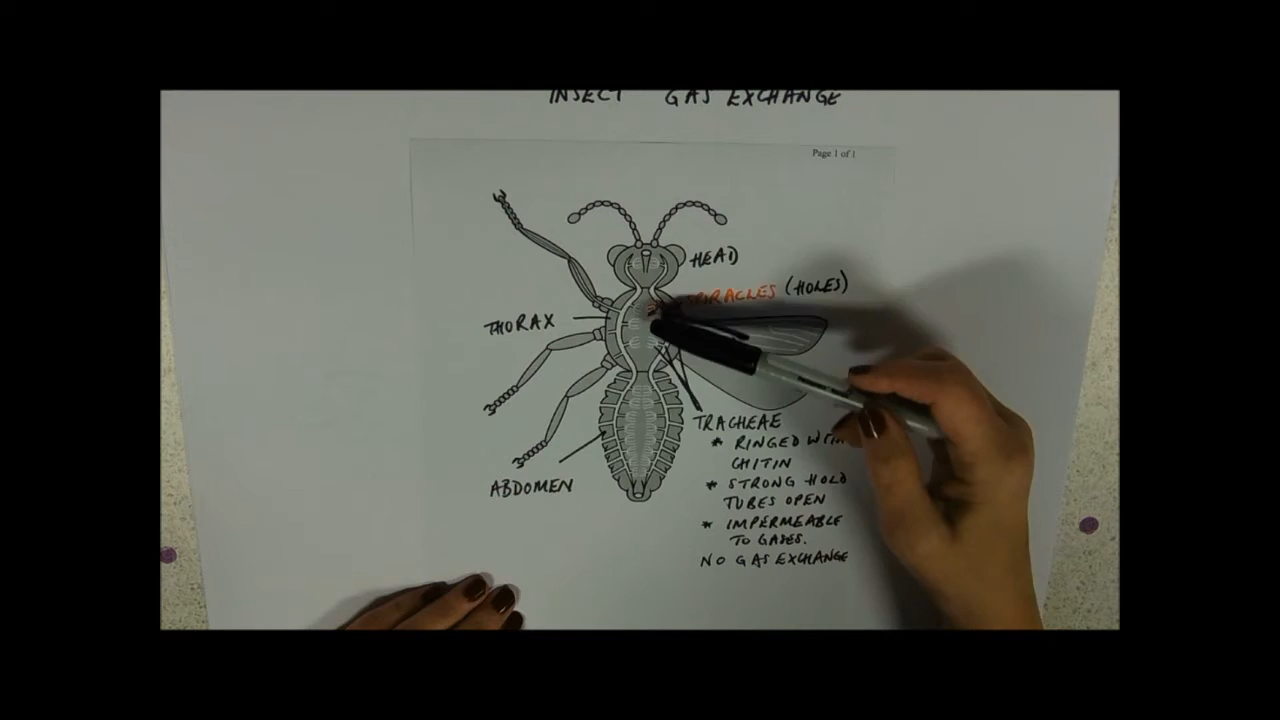 INSECT GAS EXCHANGE
Page 1 of 1
HEAD
(HOLES)
THORAX
TRACHEAE
* RINGED
CHITIN
* STRONG HOLD
TUBES OPEN
* IMPERMEABLE
TO GASES.
NO GAS EXCHANGE
ABDOMEN